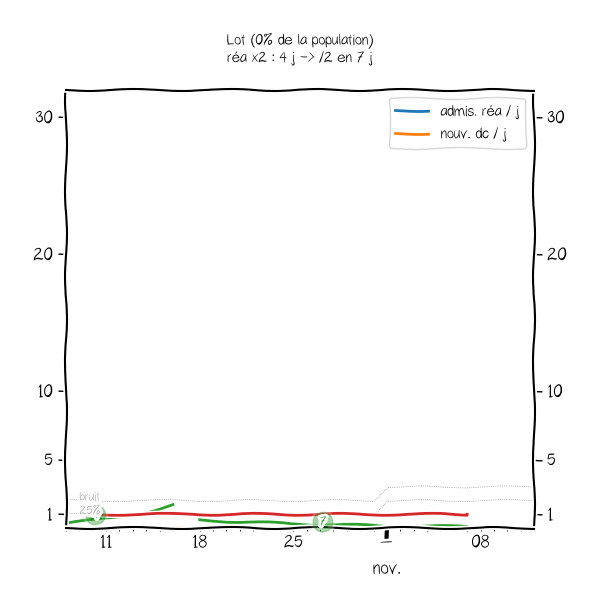 Lot (0% de la population)
réa x2 : 4 j -> /2 en 7 j
admis. réa / j
nouv. dc / j
30
30
20
20
10
10
5
5
bruit
25%
1
1
7
11
18
25
1
08
nov.